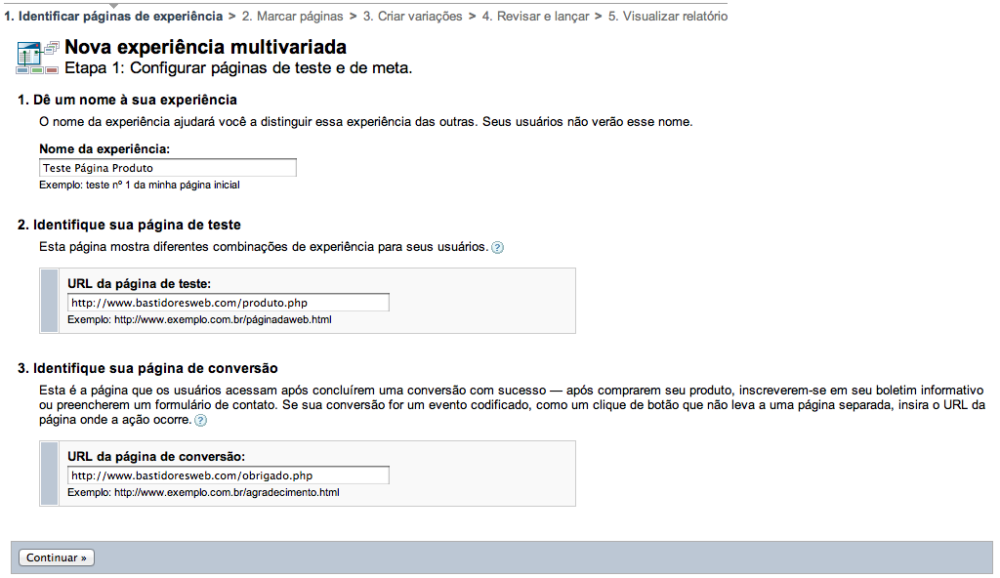 1. Identificar páginas de experiência > 2. Marcar páginas > 3. Criar variações > 4. Revisar e lançar > 5. Visualizar relatório
Nova experiência multivariada
Etapa 1: Configurar páginas de teste e de meta.
1. Dê um nome à sua experiência
O nome da experiência ajudará você a distinguir essa experiência das outras. Seus usuários não verão esse nome.
Nome da experiência:
Teste Página Produto
Exemplo: teste nº 1 da minha página inicial
2. Identifique sua página de teste
Esta página mostra diferentes combinações de experiência para seus usuários. ?
URL da página de teste:
http://www.bastidoresweb.com/produto.php
Exemplo: http://www.exemplo.com.br/páginadaweb.html
3. Identifique sua página de conversão
Esta é a página que os usuários acessam após concluírem uma conversão com sucesso — após comprarem seu produto, inscreverem-se em seu boletim informativo
ou preencherem um formulário de contato. Se sua conversão for um evento codificado, como um clique de botão que não leva a uma página separada, insira o URL da
página onde a ação ocorre. ?
URL da página de conversão:
http://www.bastidoresweb.com/obrigado.php
Exemplo: http://www.exemplo.com.br/agradecimento.html
Continuar »